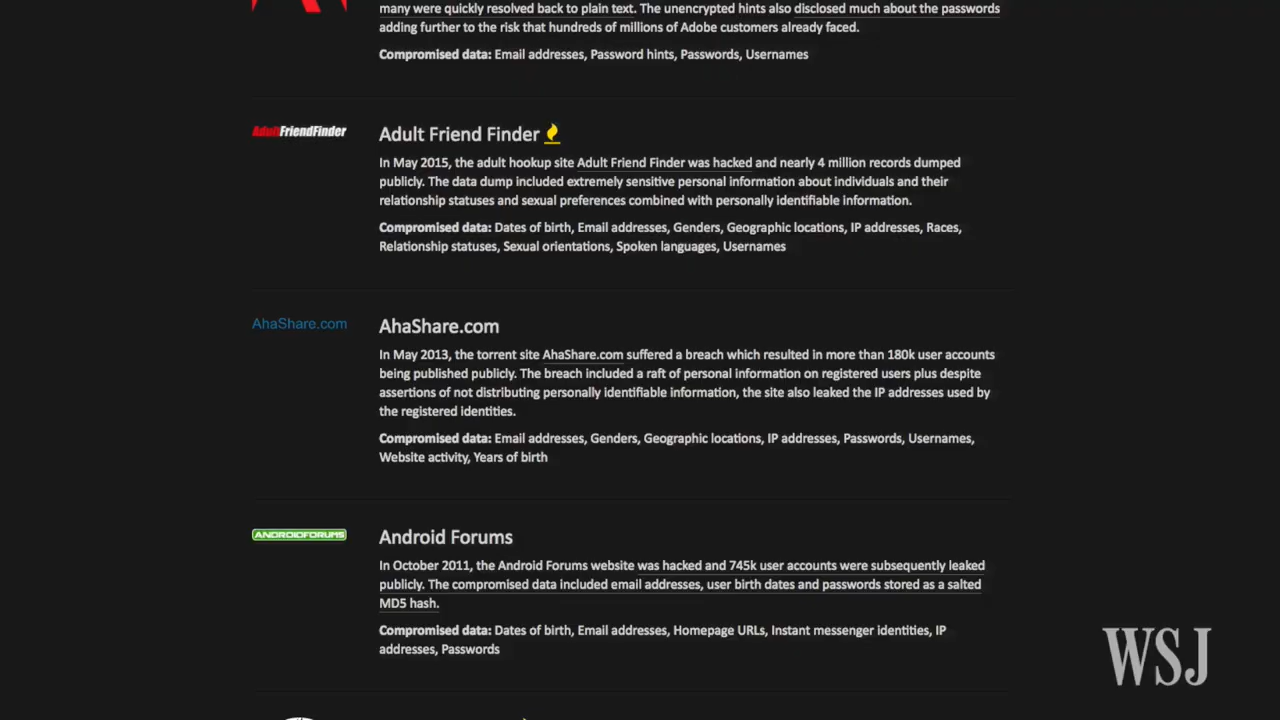 many were quickly resolved back to plain text. The unencrypted hints also disclosed much about the passwords
adding further to the risk that hundreds of millions of Adobe customers already faced.
Compromised data: Email addresses, Password hints, Passwords, Usernames
AdultFriendFinder
Adult Friend Finder
In May 2015, the adult hookup site Adult Friend Finder was hacked and nearly 4 million records dumped
publicly. The data dump included extremely sensitive personal information about individuals and their
relationship statuses and sexual preferences combined with personally identifiable information.
Compromised data: Dates of birth, Email addresses, Genders, Geographic locations, IP addresses, Races,
Relationship statuses, Sexual orientations, Spoken languages, Usernames
AhaShare.com
AhaShare.com
In May 2013, the torrent site AhaShare.com suffered a breach which resulted in more than 180k user accounts
being published publicly. The breach included a raft of personal information on registered users plus despite
assertions of not distributing personally identifiable information, the site also leaked the IP addresses used by
the registered identities.
Compromised data: Email addresses, Genders, Geographic locations, IP addresses, Passwords, Usernames,
Website activity, Years of birth
ANDROIDFORUMS
Android Forums
In October 2011, the Android Forums website was hacked and 745k user accounts were subsequently leaked
publicly. The compromised data included email addresses, user birth dates and passwords stored as a salted
MD5 hash.
Compromised data: Dates of birth, Email addresses, Homepage URLs, Instant messenger identities, IP
addresses, Passwords
WSJ